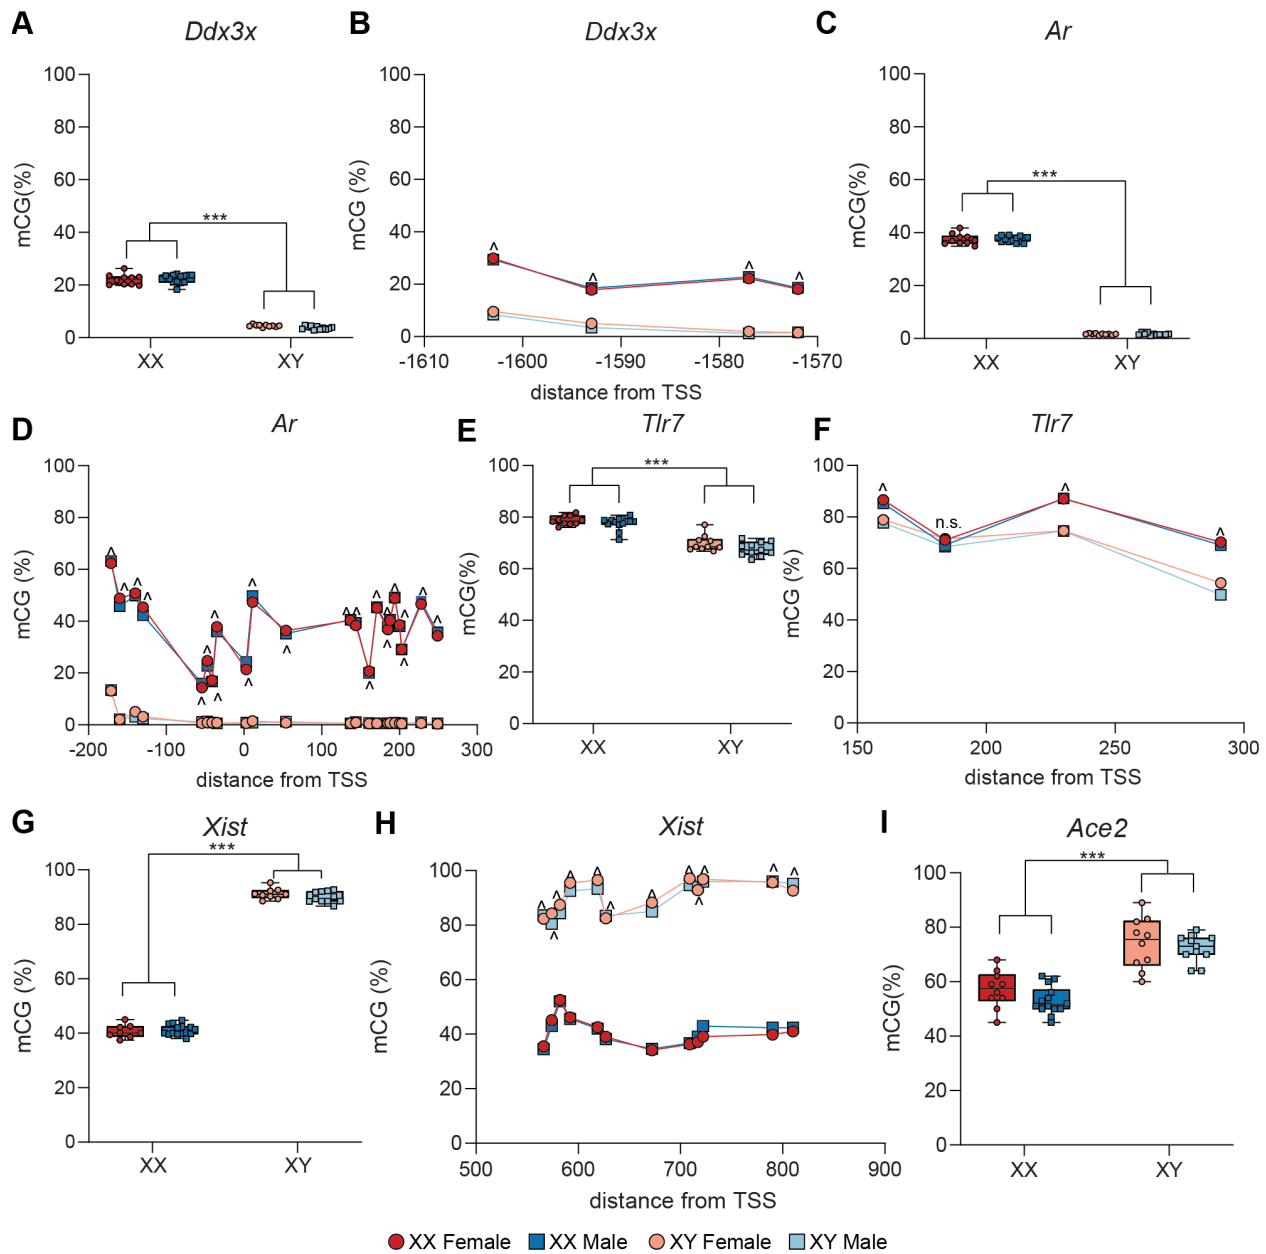 A
Ddx3x
mCG(%)
100
80
60
40
20
0
***
XX
XY
B
Ddx3x
mCG (%)
100
80
60
40
20
0
^ ^ ^ ^
-1610
-1600
-1590
-1580
-1570
distance from TSS
C
Ar
mCG(%)
100
80
60
40
20
0
***
XX
XY
D
Ar
mCG (%)
100
80
60
40
20
0
^ ^ ^ ^ ^ ^ ^ ^ ^ ^ ^ ^ ^ ^ ^ ^ ^ ^ ^ ^ ^ ^
-200
-100
0
100
200
300
distance from TSS
E
Tlr7
mCG(%)
100
80
60
40
20
0
***
XX
XY
F
Tlr7
mCG (%)
100
80
60
40
20
0
^ n.s. ^ ^
150
200
250
300
distance from TSS
G
Xist
mCG (%)
100
80
60
40
20
0
***
XX
XY
H
Xist
mCG (%)
100
80
60
40
20
0
^ ^ ^ ^ ^ ^ ^ ^ ^ ^ ^ ^
500
600
700
800
900
distance from TSS
I
Ace2
mCG(%)
100
80
60
40
20
0
***
XX
XY
XX Female XX Male XY Female XY Male